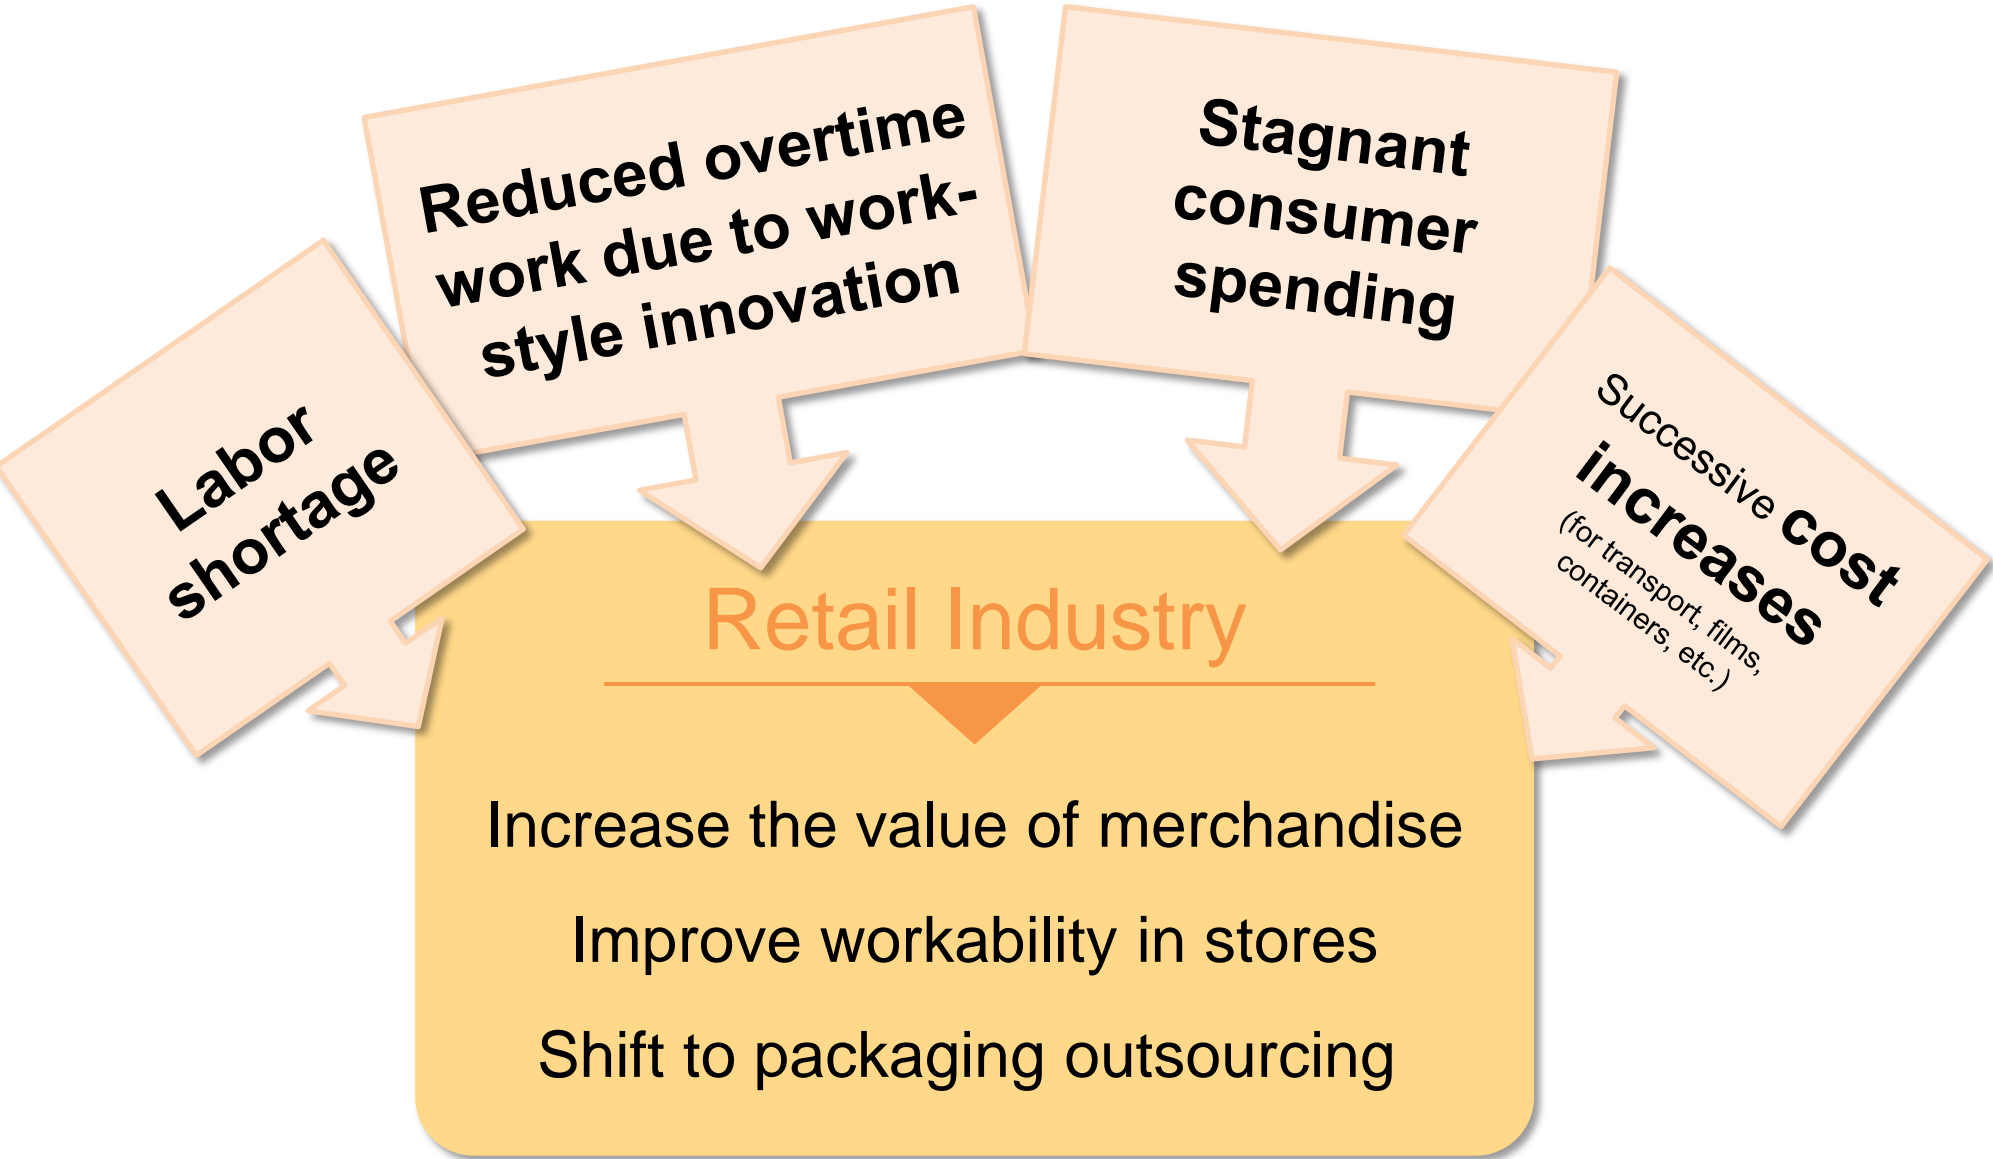 Labor
shortage
Reduced overtime
work due to work-
style innovation
Stagnant
consumer
spending
Successive cost
increases
(for transport, films,
containers, etc.)
Retail Industry
Increase the value of merchandise
Improve workability in stores
Shift to packaging outsourcing